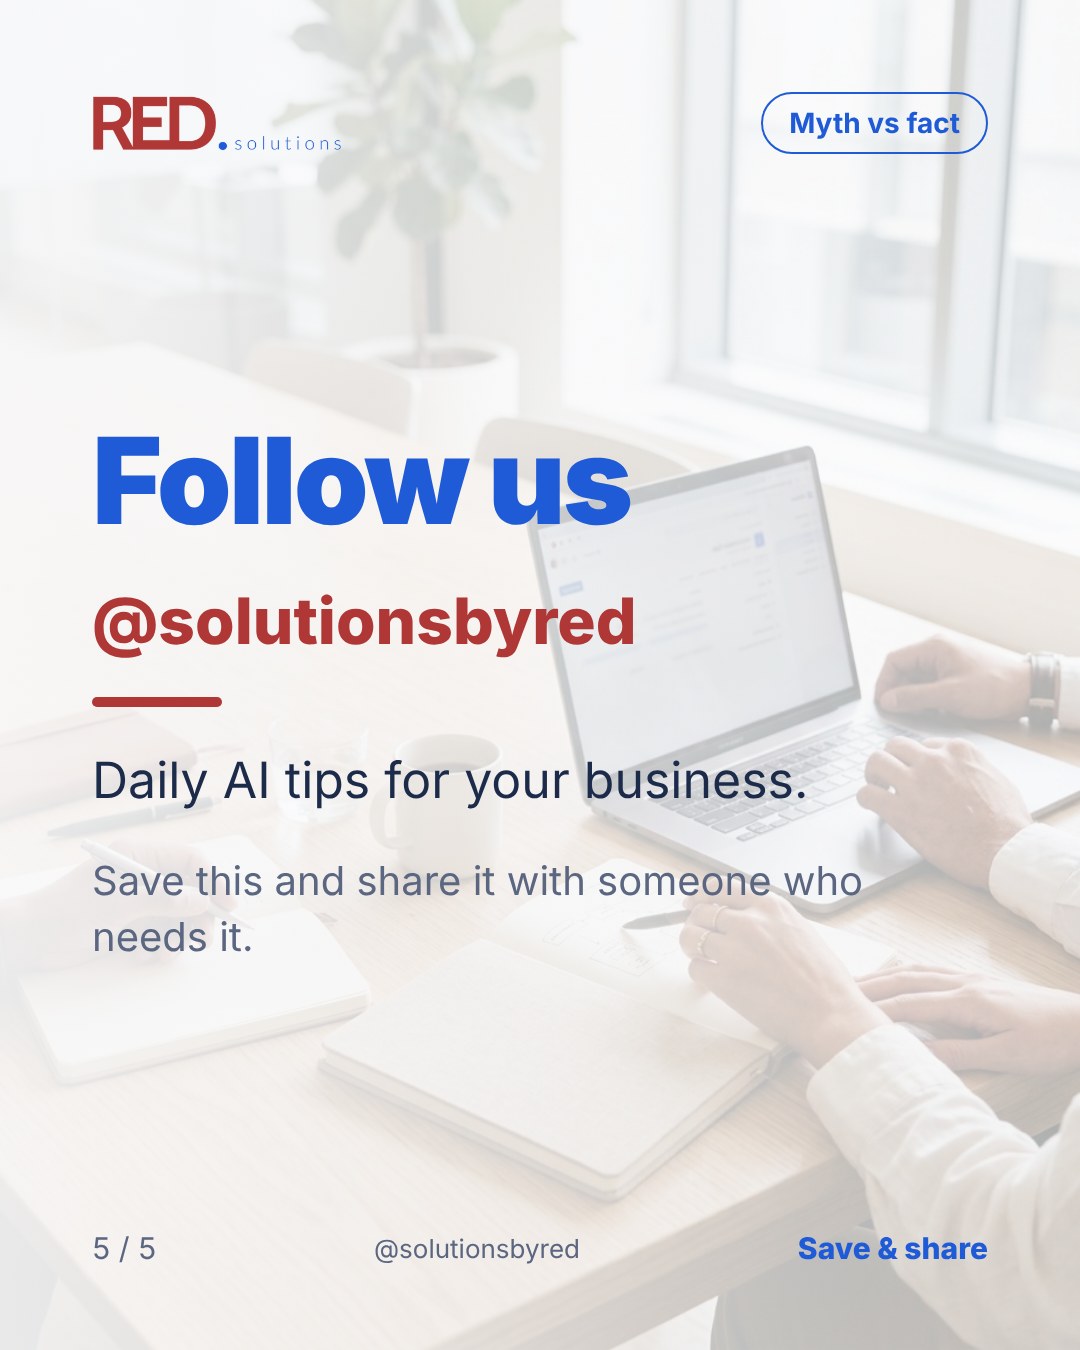 RED.solutions
Myth vs fact
Follow us
@solutionsbyred
Daily AI tips for your business.
Save this and share it with someone who
needs it.
5 / 5
@solutionsbyred
Save & share